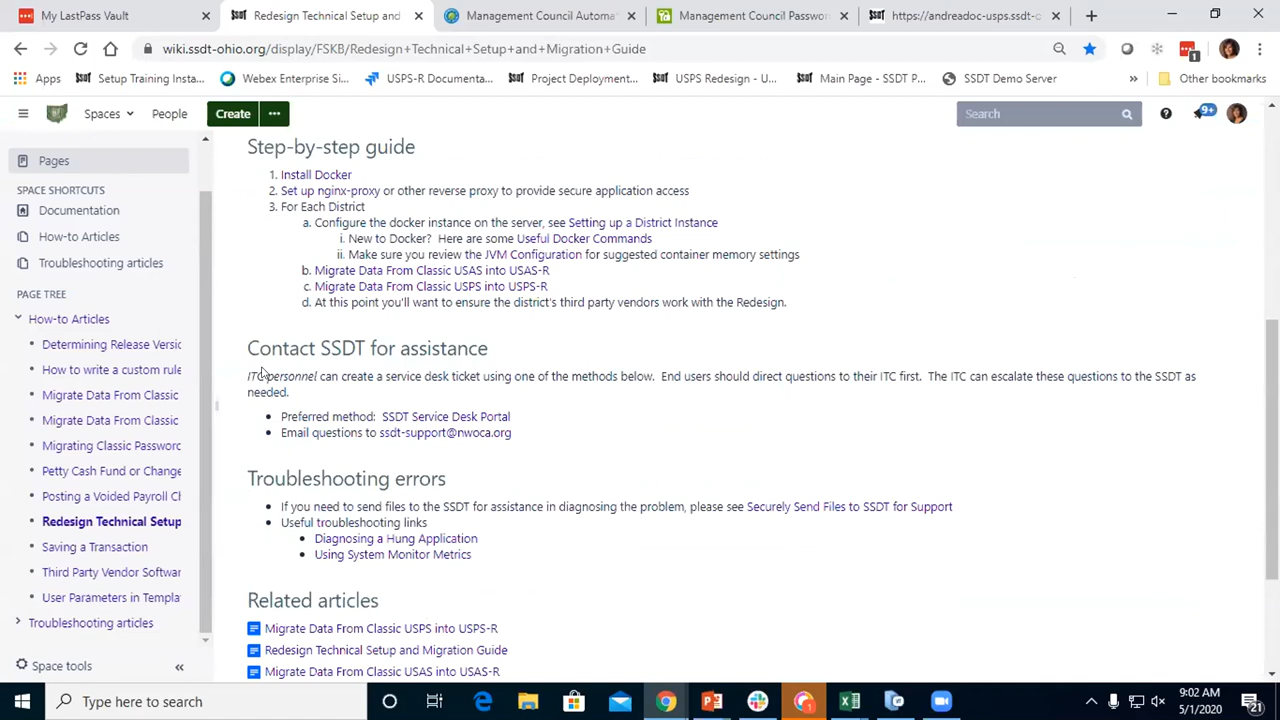 My LastPass Vault
Redesign Technical Setup and
Management Council Automa
Management Council Passwor
https://andreadoc-usps.ssdt-o
wiki.ssdt-ohio.org/display/FSKB/Redesign+Technical+Setup+and+Migration+Guide
1
Apps
Setup Training Insta...
Webex Enterprise Si...
USPS-R Documenta...
Project Deployment...
USPS Redesign - U...
Main Page - SSDT P...
SSDT Demo Server
»
Other bookmarks
Spaces
People
Create
Search
9+
Pages
SPACE SHORTCUTS
Documentation
How-to Articles
Troubleshooting articles
PAGE TREE
How-to Articles
Determining Release Versic
How to write a custom rule
Migrate Data From Classic
Migrate Data From Classic
Migrating Classic Password
Petty Cash Fund or Change
Posting a Voided Payroll Ch
Redesign Technical Setup
Saving a Transaction
Third Party Vendor Softwar
User Parameters in Templa
Troubleshooting articles
Space tools
«
Step-by-step guide
1. Install Docker
2. Set up nginx-proxy or other reverse proxy to provide secure application access
3. For Each District
a. Configure the docker instance on the server, see Setting up a District Instance
i. New to Docker? Here are some Useful Docker Commands
ii. Make sure you review the JVM Configuration for suggested container memory settings
b. Migrate Data From Classic USAS into USAS-R
c. Migrate Data From Classic USPS into USPS-R
d. At this point you'll want to ensure the district's third party vendors work with the Redesign.
Contact SSDT for assistance
ITC personnel can create a service desk ticket using one of the methods below. End users should direct questions to their ITC first. The ITC can escalate these questions to the SSDT as
needed.
Preferred method: SSDT Service Desk Portal
Email questions to ssdt-support@nwoca.org
Troubleshooting errors
If you need to send files to the SSDT for assistance in diagnosing the problem, please see Securely Send Files to SSDT for Support
Useful troubleshooting links
Diagnosing a Hung Application
Using System Monitor Metrics
Related articles
Migrate Data From Classic USPS into USPS-R
Redesign Technical Setup and Migration Guide
Migrate Data From Classic USAS into USAS-R
Type here to search
9:02 AM
5/1/2020
21